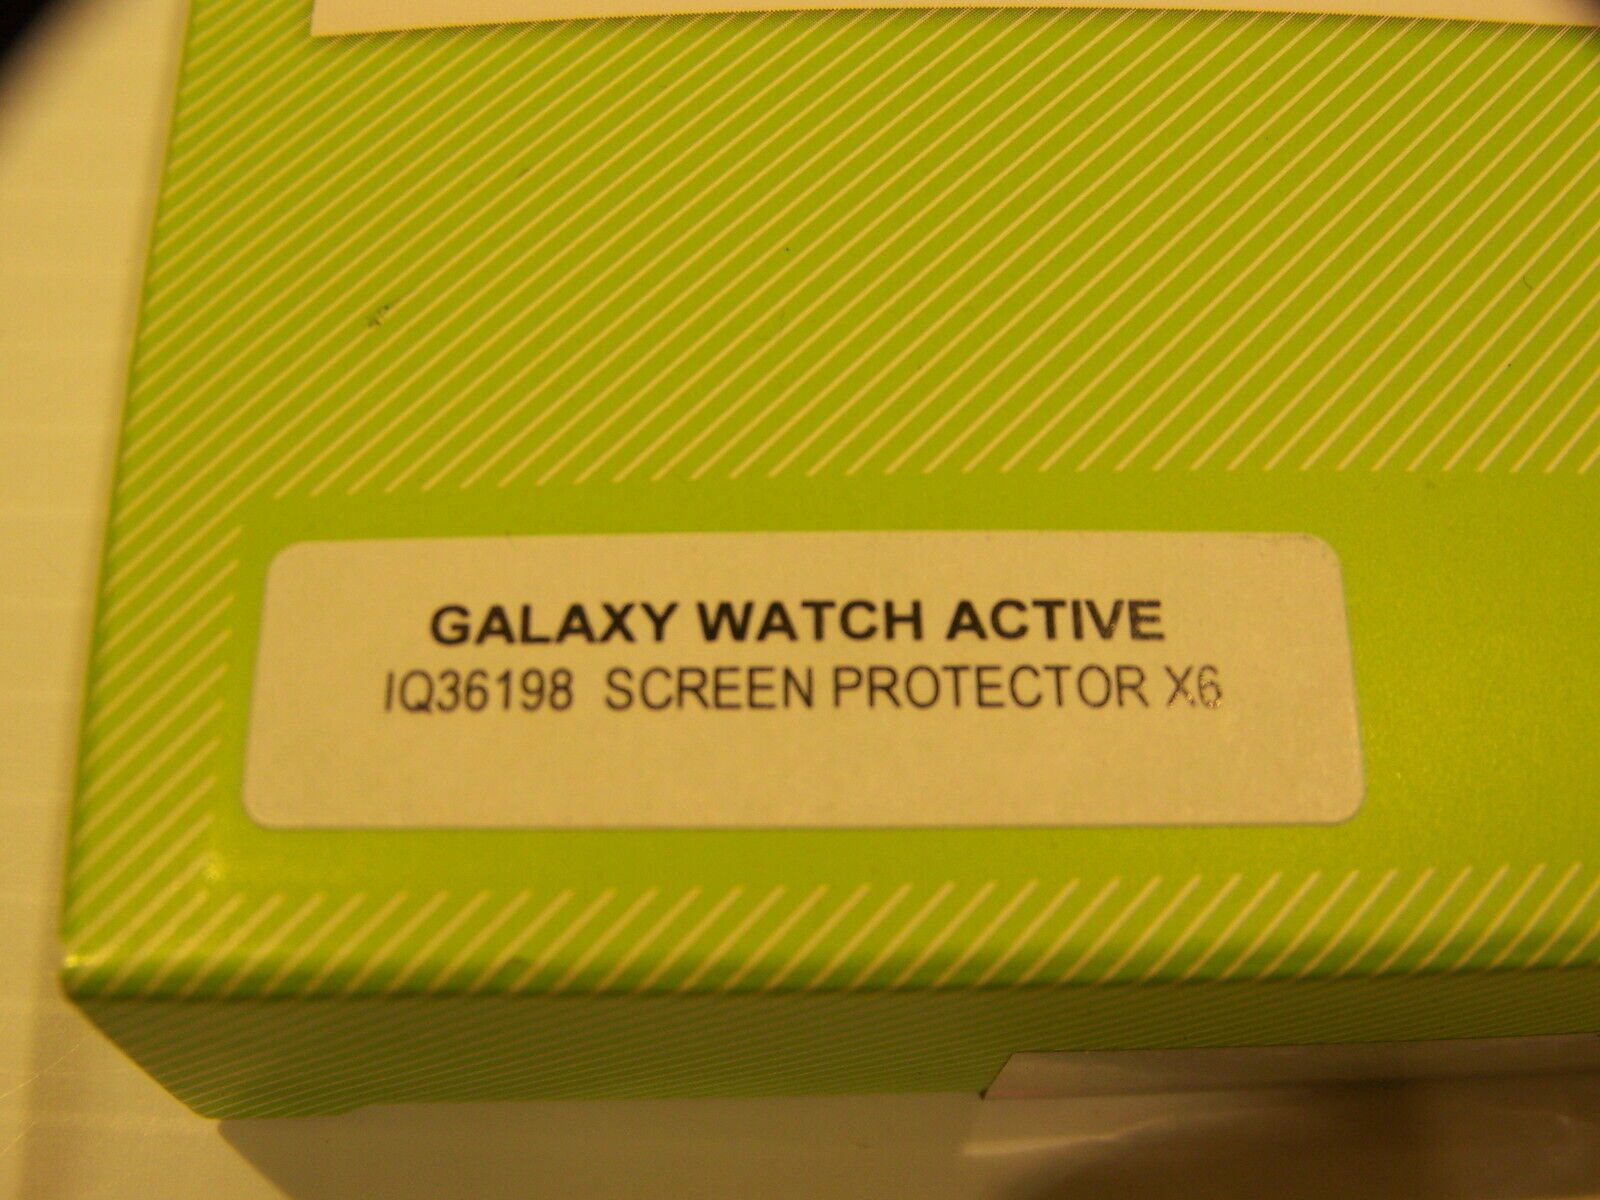 GALAXY WATCH ACTIVE
IQ36198 SCREEN PROTECTOR X6